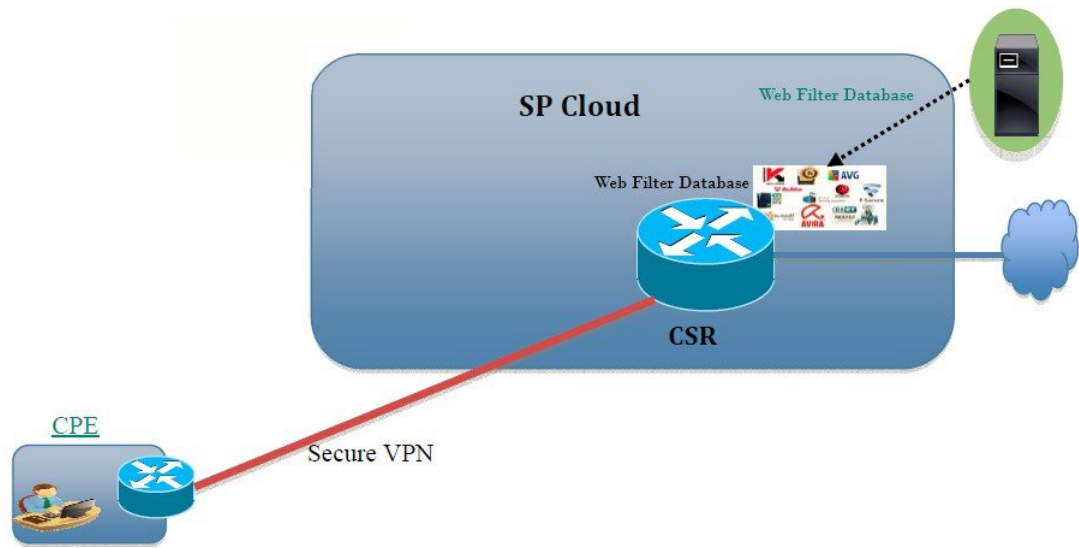 SP Cloud
Web Filter Database
Web Filter Database
AVG
AVIRA
CSR
CPE
Secure VPN